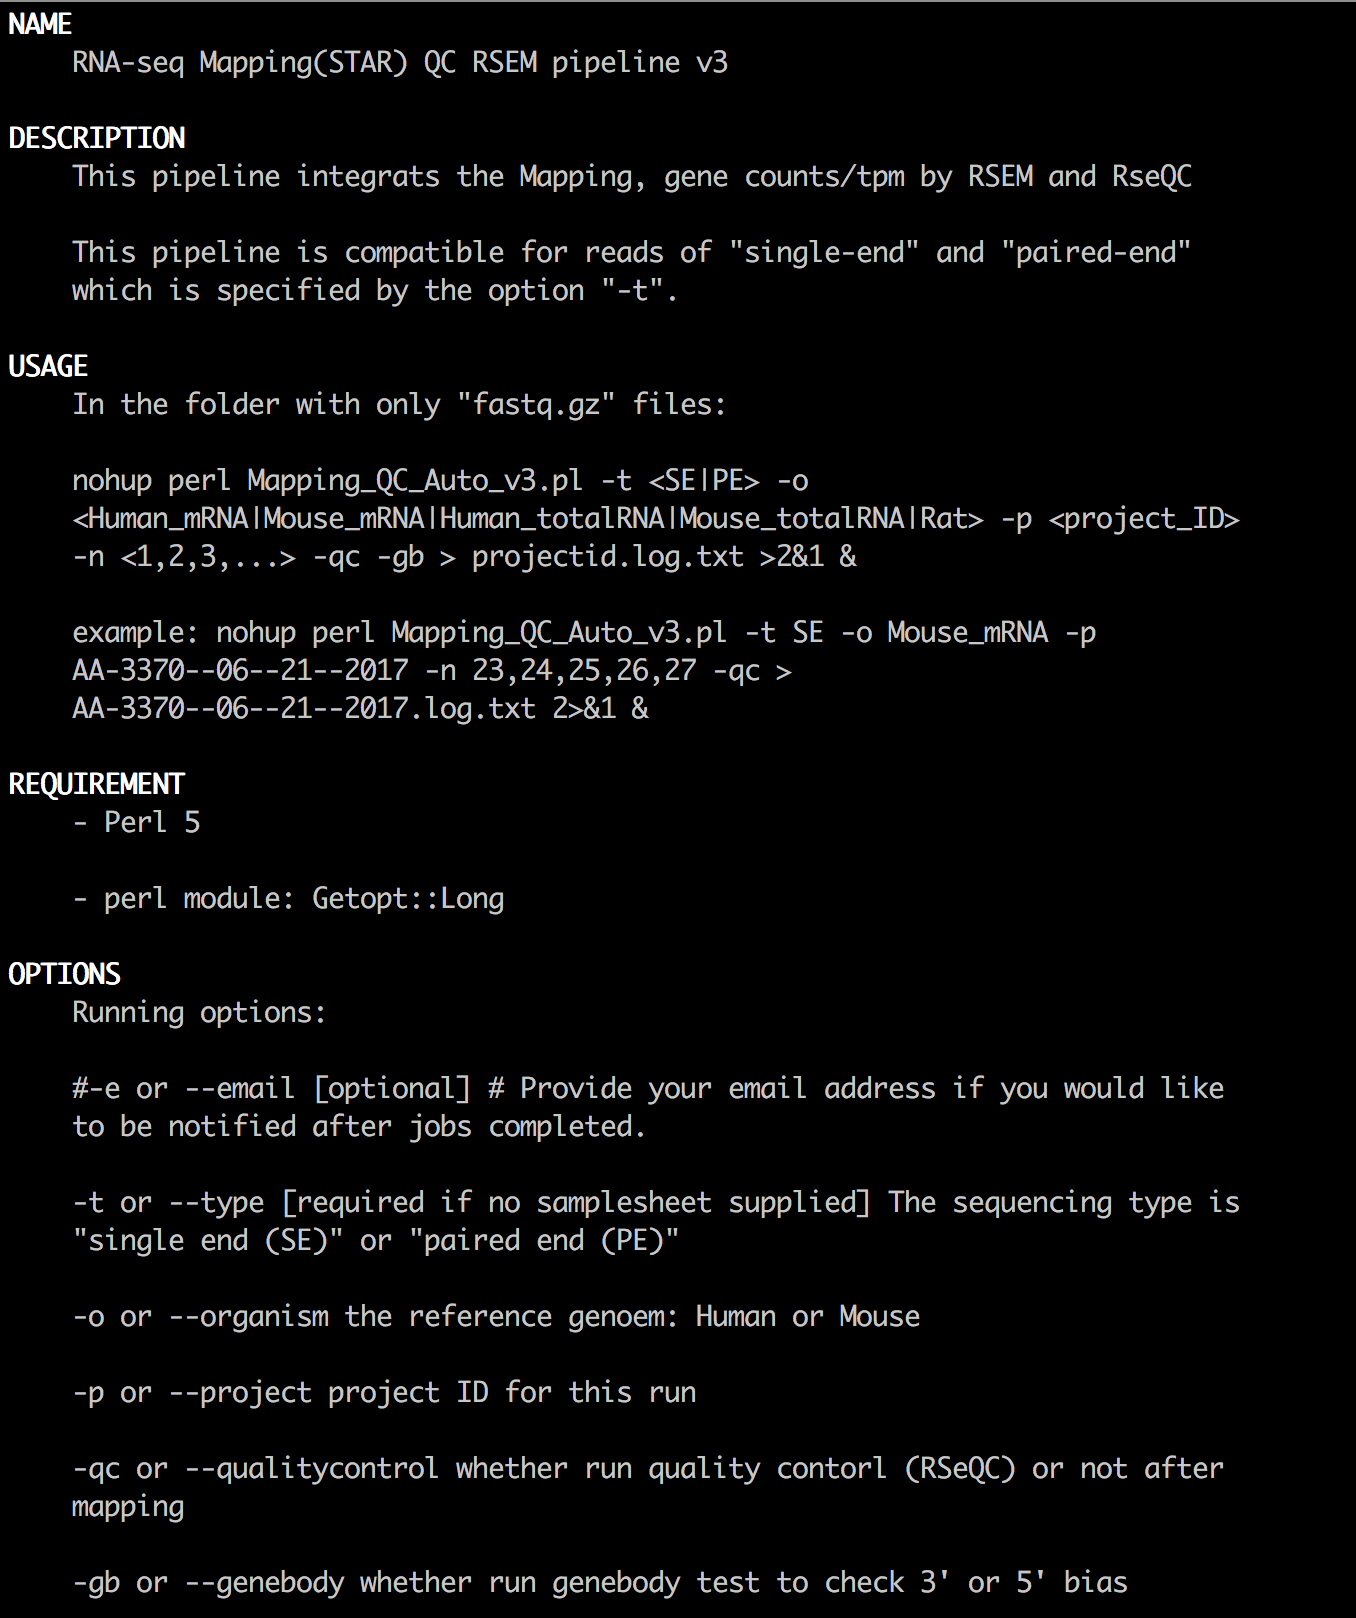 NAME
RNA-seq Mapping(STAR) QC RSEM pipeline v3
DESCRIPTION
This pipeline integrats the Mapping, gene counts/tpm by RSEM and RseQC
This pipeline is compatible for reads of "single-end" and "paired-end"
which is specified by the option "-t".
USAGE
In the folder with only "fastq.gz" files:
nohup perl Mapping_QC_Auto_v3.pl -t <SE|PE> -o
<Human_mRNA|Mouse_mRNA|Human_totalRNA|Mouse_totalRNA|Rat> -p <project_ID>
-n <1,2,3,...> -qc -gb > projectid.log.txt >2&1 &
example: nohup perl Mapping_QC_Auto_v3.pl -t SE -o Mouse_mRNA -p
AA-3370--06--21--2017 -n 23,24,25,26,27 -qc >
AA-3370--06--21--2017.log.txt 2>&1 &
REQUIREMENT
- Perl 5
- perl module: Getopt::Long
OPTIONS
Running options:
#-e or --email [optional] # Provide your email address if you would like
to be notified after jobs completed.
-t or --type [required if no samplesheet supplied] The sequencing type is
"single end (SE)" or "paired end (PE)"
-o or --organism the reference genoem: Human or Mouse
-p or --project project ID for this run
-qc or --qualitycontrol whether run quality contorl (RSeQC) or not after
mapping
-gb or --genebody whether run genebody test to check 3' or 5' bias